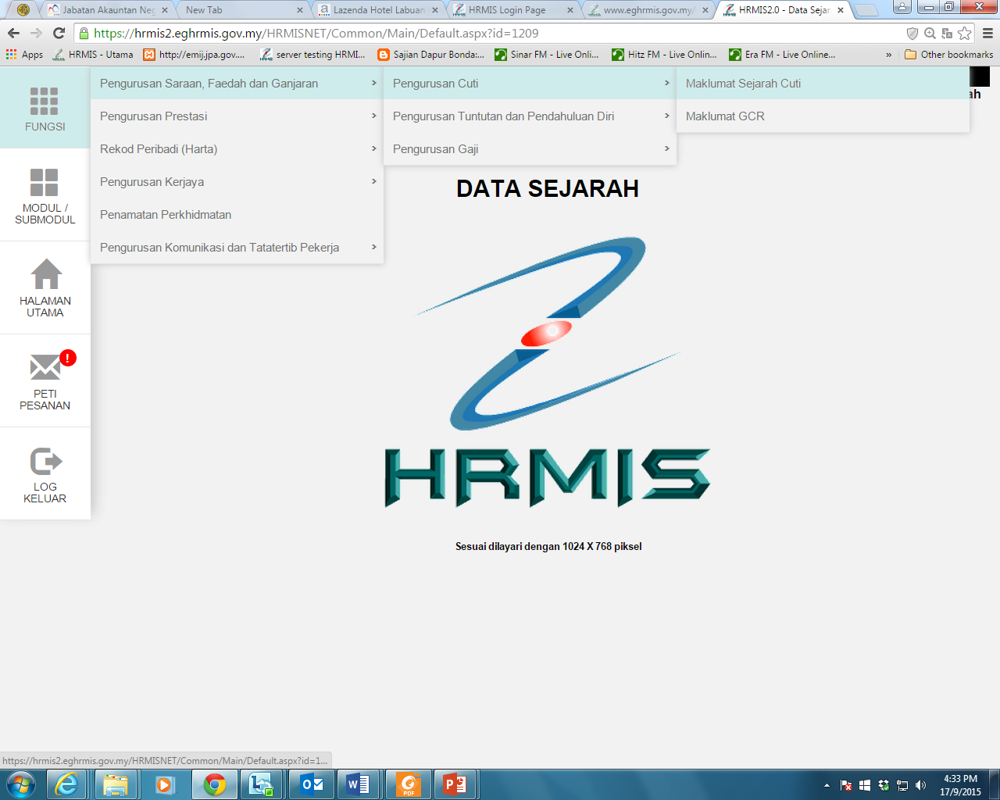 Jabatan Akauntan Neg
New Tab
Lazenda Hotel Labuan
HRMIS Login Page
www.eghrmis.gov.my/
HRMIS2.0 - Data Sejar
https://hrmis2.eghrmis.gov.my/HRMISNET/Common/Main/Default.aspx?id=1209
Apps
HRMIS - Utama
http://emij.jpa.gov....
server testing HRMI...
Sajian Dapur Bonda:...
Sinar FM - Live Onli...
Hitz FM - Live Onlin...
Era FM - Live Online...
»
Other bookmarks
FUNGSI
MODUL /
SUBMODUL
HALAMAN
UTAMA
!
PETI
PESANAN
LOG
KELUAR
Pengurusan Saraan, Faedah dan Ganjaran
Pengurusan Prestasi
Rekod Peribadi (Harta)
Pengurusan Kerjaya
Penamatan Perkhidmatan
Pengurusan Komunikasi dan Tatatertib Pekerja
Pengurusan Cuti
Pengurusan Tuntutan dan Pendahuluan Diri
Pengurusan Gaji
Maklumat Sejarah Cuti
Maklumat GCR
ah
DATA SEJARAH
HRMIS
Sesuai dilayari dengan 1024 X 768 piksel
https://hrmis2.eghrmis.gov.my/HRMISNET/Common/Main/Default.aspx?id=1...
PDF
4:33 PM
17/9/2015